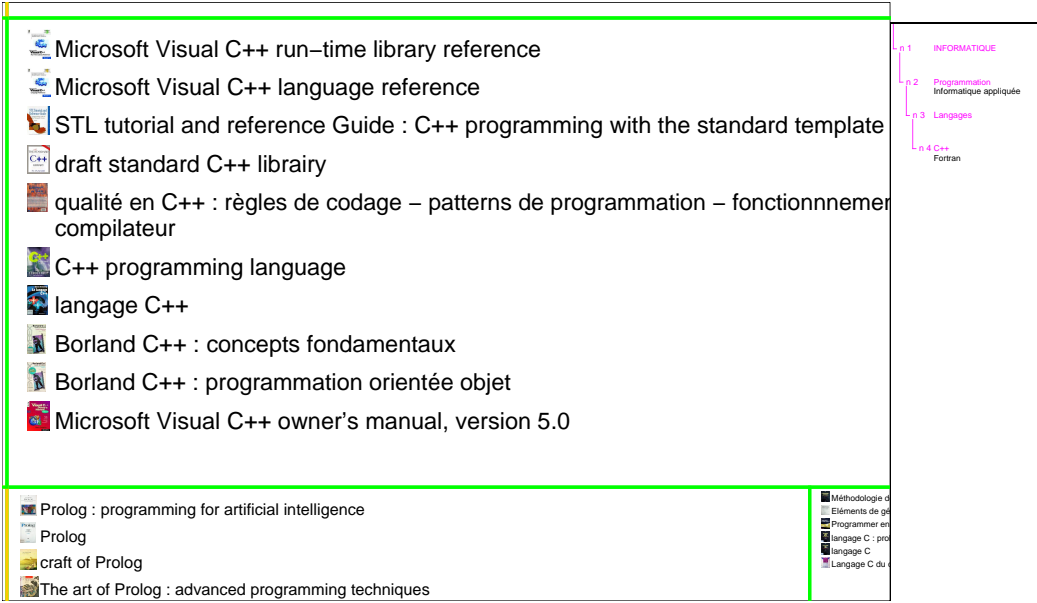 Microsoft Visual C++ run−time library reference
Microsoft Visual C++ language reference
STL tutorial and reference Guide : C++ programming with the standard template
draft standard C++ librairy
qualité en C++ : règles de codage − patterns de programmation − fonctionnnemer
compilateur
C++ programming language
langage C++
Borland C++ : concepts fondamentaux
Borland C++ : programmation orientée objet
Microsoft Visual C++ owner's manual, version 5.0
Prolog : programming for artificial intelligence
Prolog
craft of Prolog
The art of Prolog : advanced programming techniques
Méthodologie d
Eléments de gé
Programmer en
langage C : pro
langage C
Langage C du
n 1 INFORMATIQUE
n 2 Programmation
Informatique appliquée
n 3 Langages
n 4 C++
Fortran